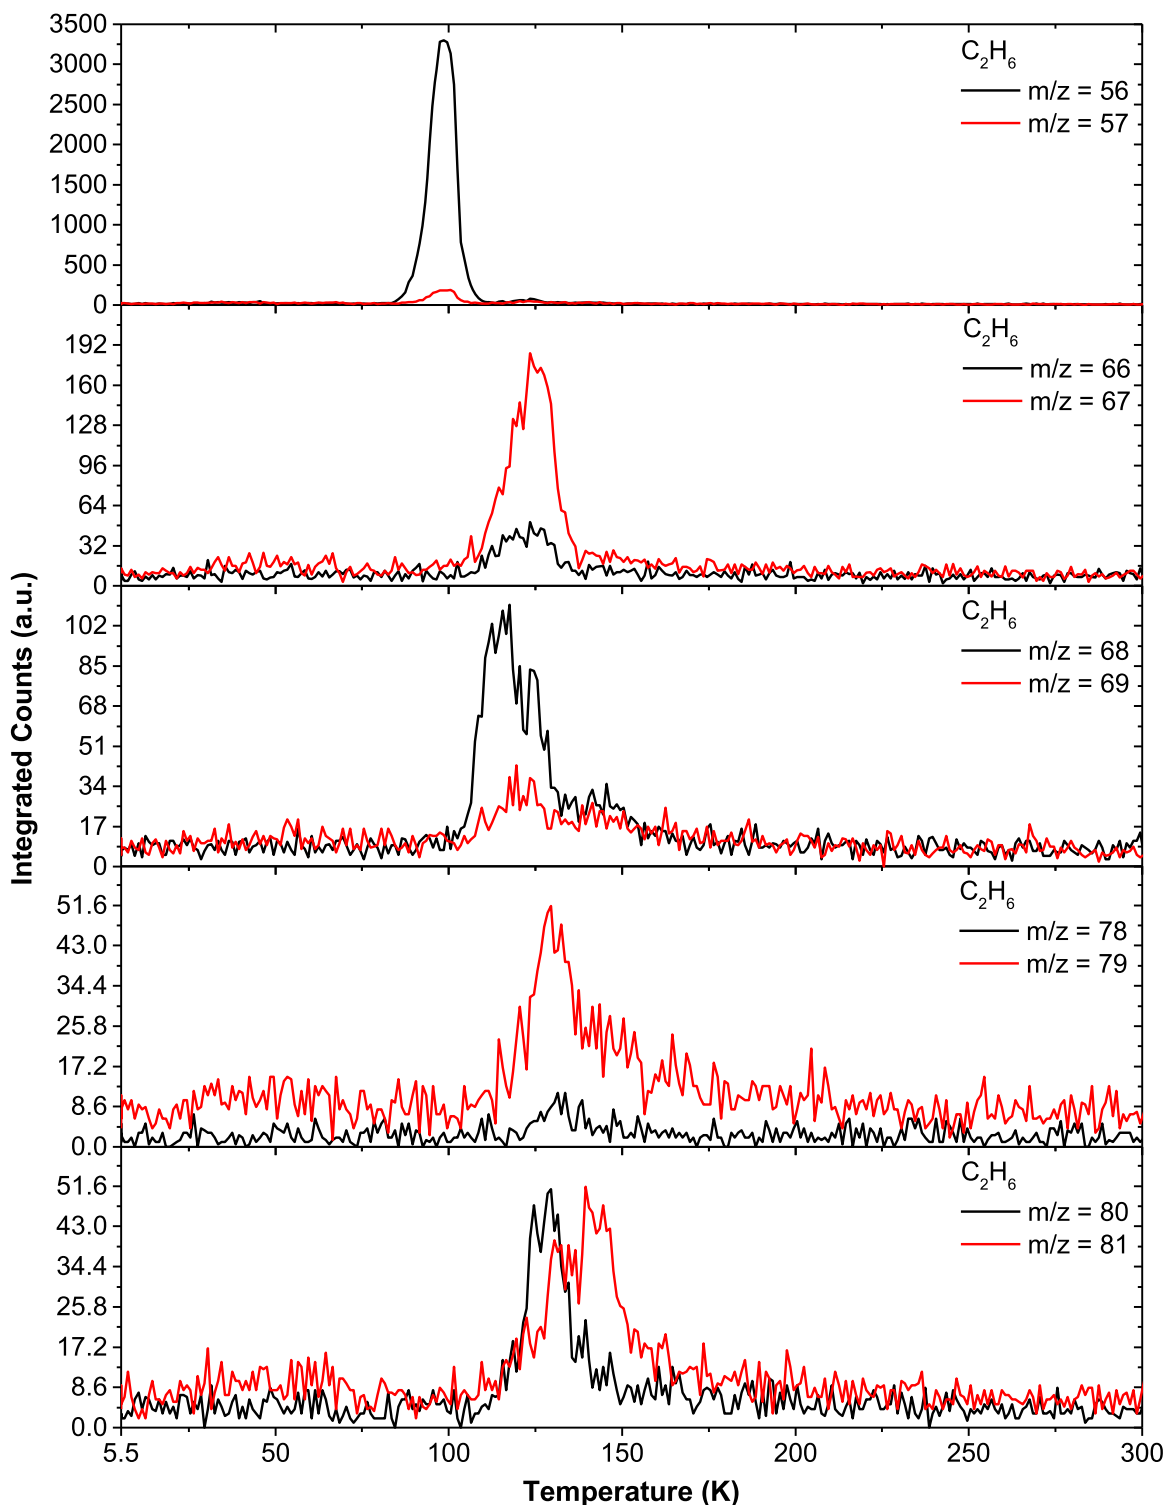 3500
3000
2500
2000
1500
1000
500
0
C₂H₆
m/z = 56
m/z = 57
192
160
128
96
64
32
0
C₂H₆
m/z = 66
m/z = 67
102
85
68
51
34
17
0
C₂H₆
m/z = 68
m/z = 69
51.6
43.0
34.4
25.8
17.2
8.6
0.0
C₂H₆
m/z = 78
m/z = 79
51.6
43.0
34.4
25.8
17.2
8.6
0.0
C₂H₆
m/z = 80
m/z = 81
Integrated Counts (a.u.)
5.5 50 100 150 200 250 300
Temperature (K)